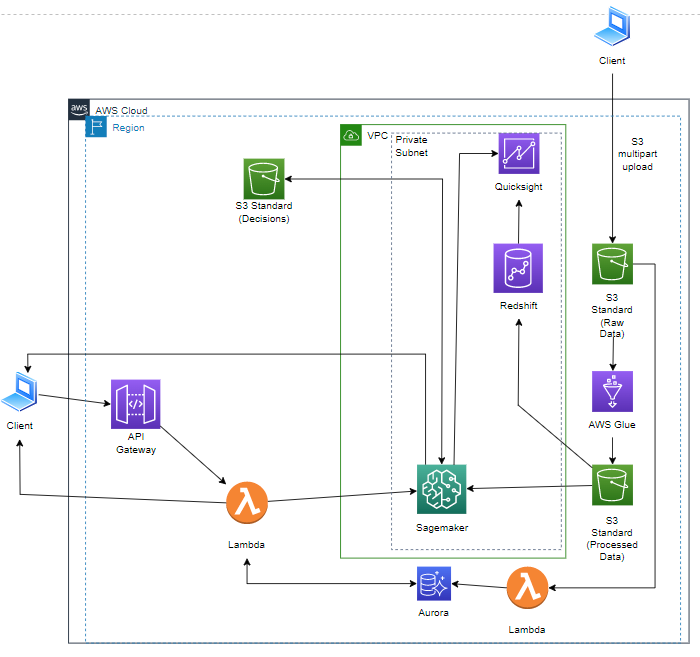 Client
aws
AWS Cloud
Region
VPC
Private
Subnet
S3
multipart
upload
Quicksight
S3 Standard
(Decisions)
Redshift
S3
Standard
(Raw
Data)
Client
API
Gateway
AWS Glue
Sagemaker
S3
Standard
(Processed
Data)
Lambda
Aurora
Lambda